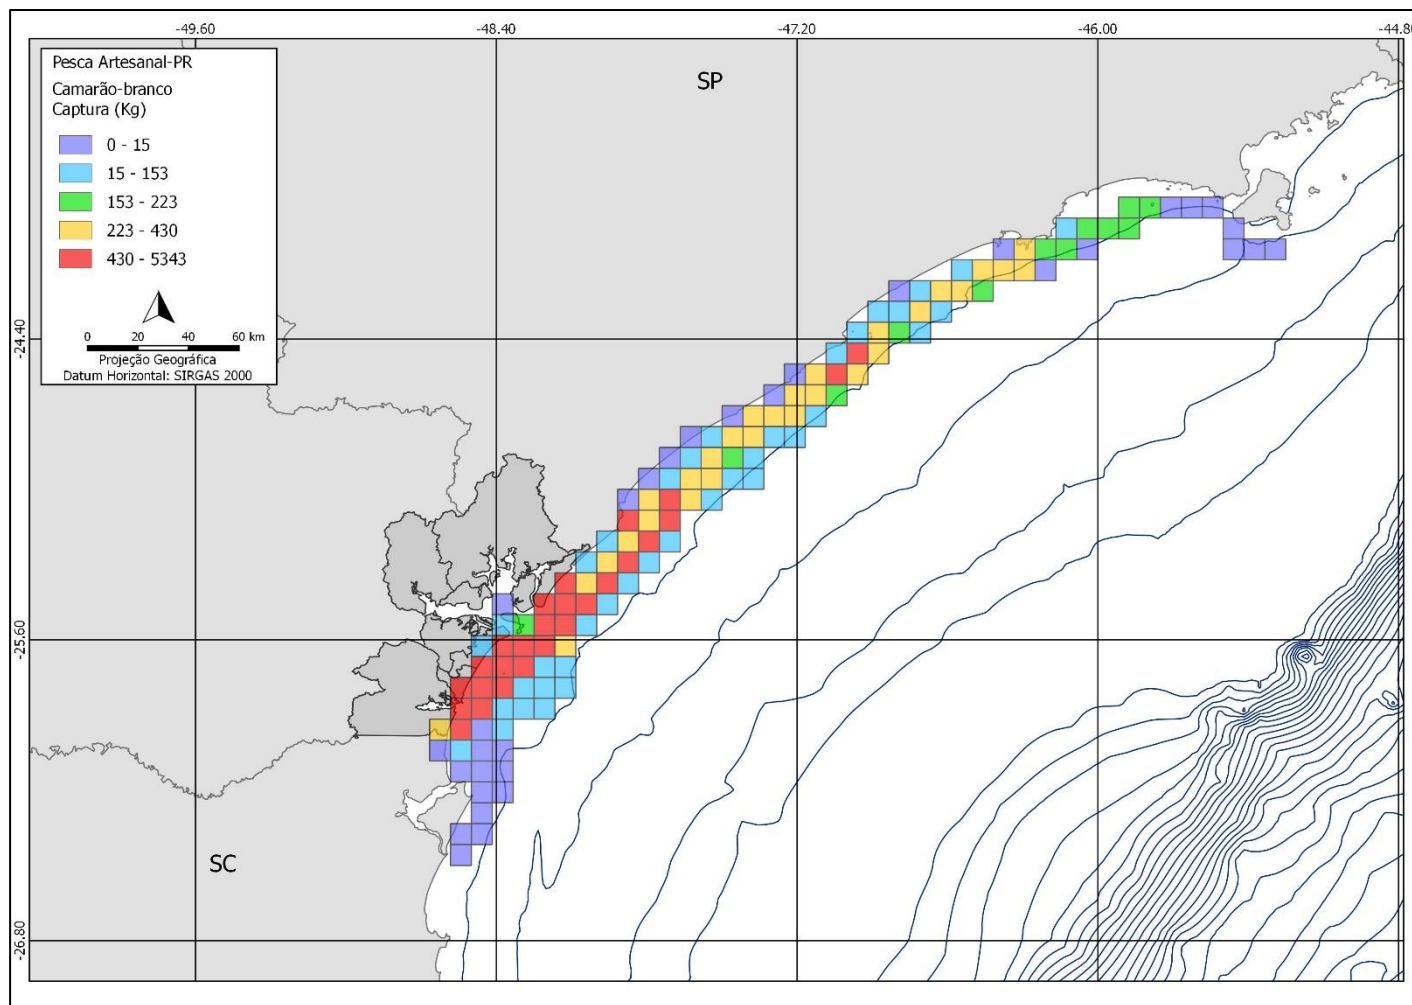 -49.60 -48.40 -47.20 -46.00 -44.80
Pesca Artesanal-PR
SP
Camarão-branco
Captura (Kg)
0 - 15
15 - 153
153 - 223
223 - 430
430 - 5343
0 20 40 60 km
Projeção Geográfica
Datum Horizontal: SIRGAS 2000
-24.40
-25.60
SC
-26.80